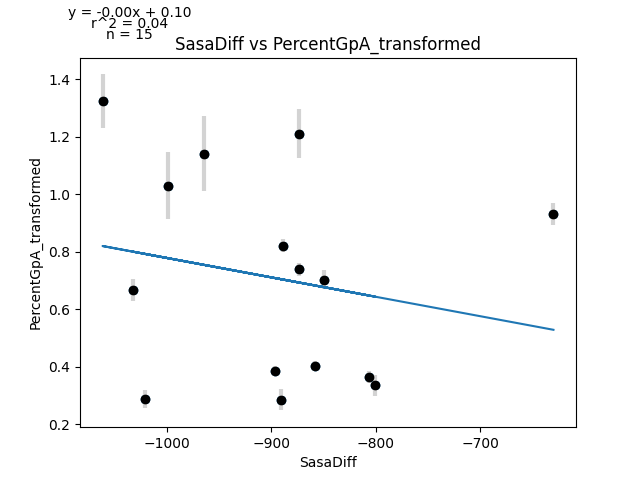 y = -0.00x + 0.10
r^2 = 0.04
n = 15
SasaDiff vs PercentGpA_transformed
PercentGpA_transformed
1.4
1.2
1.0
0.8
0.6
0.4
0.2
−1000 −900 −800 −700
SasaDiff